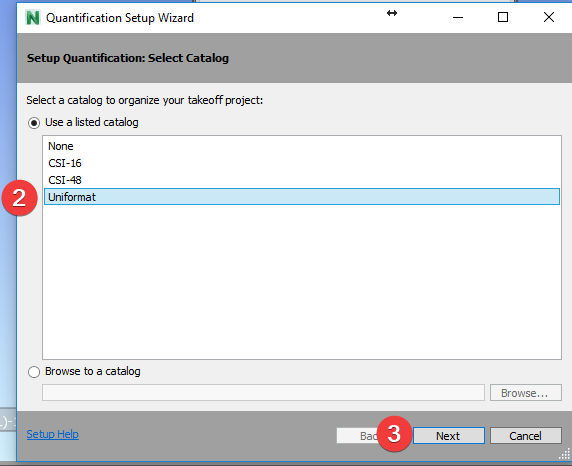 Quantification Setup Wizard
Setup Quantification: Select Catalog
Select a catalog to organize your takeoff project:
Use a listed catalog
None
CSI-16
CSI-48
2
Uniformat
Browse to a catalog
Browse...
Setup Help
3
Next
Cancel